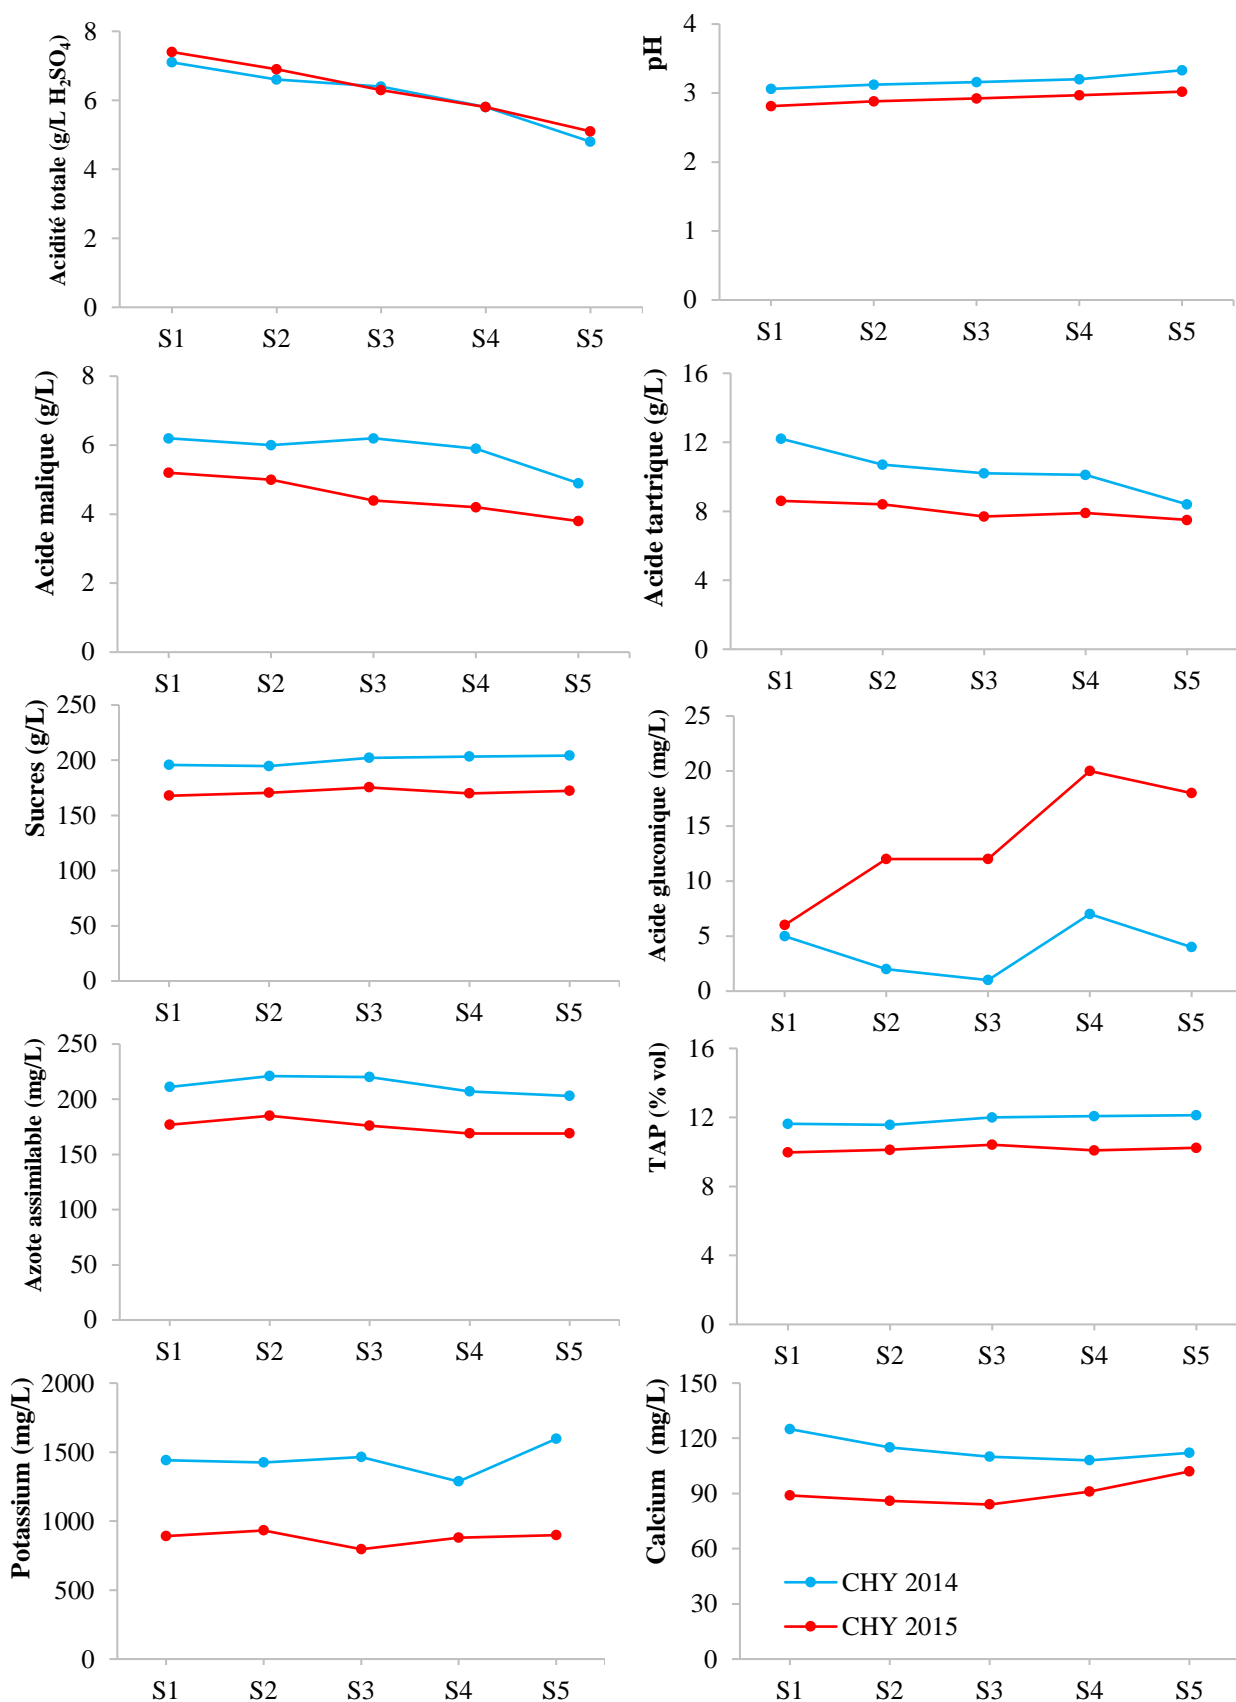 Acidité totale (g/L H₂SO₄)
8
6
4
2
0
S1 S2 S3 S4 S5
pH
4
3
2
1
0
S1 S2 S3 S4 S5
Acide malique (g/L)
8
6
4
2
0
S1 S2 S3 S4 S5
Acide tartrique (g/L)
16
12
8
4
0
S1 S2 S3 S4 S5
Sucres (g/L)
250
200
150
100
50
0
S1 S2 S3 S4 S5
Acide gluconique (mg/L)
25
20
15
10
5
0
S1 S2 S3 S4 S5
Azote assimilable (mg/L)
250
200
150
100
50
0
S1 S2 S3 S4 S5
TAP (% vol)
16
12
8
4
0
S1 S2 S3 S4 S5
Potassium (mg/L)
2000
1500
1000
500
0
S1 S2 S3 S4 S5
Calcium (mg/L)
150
120
90
60
30
0
CHY 2014
CHY 2015
S1 S2 S3 S4 S5